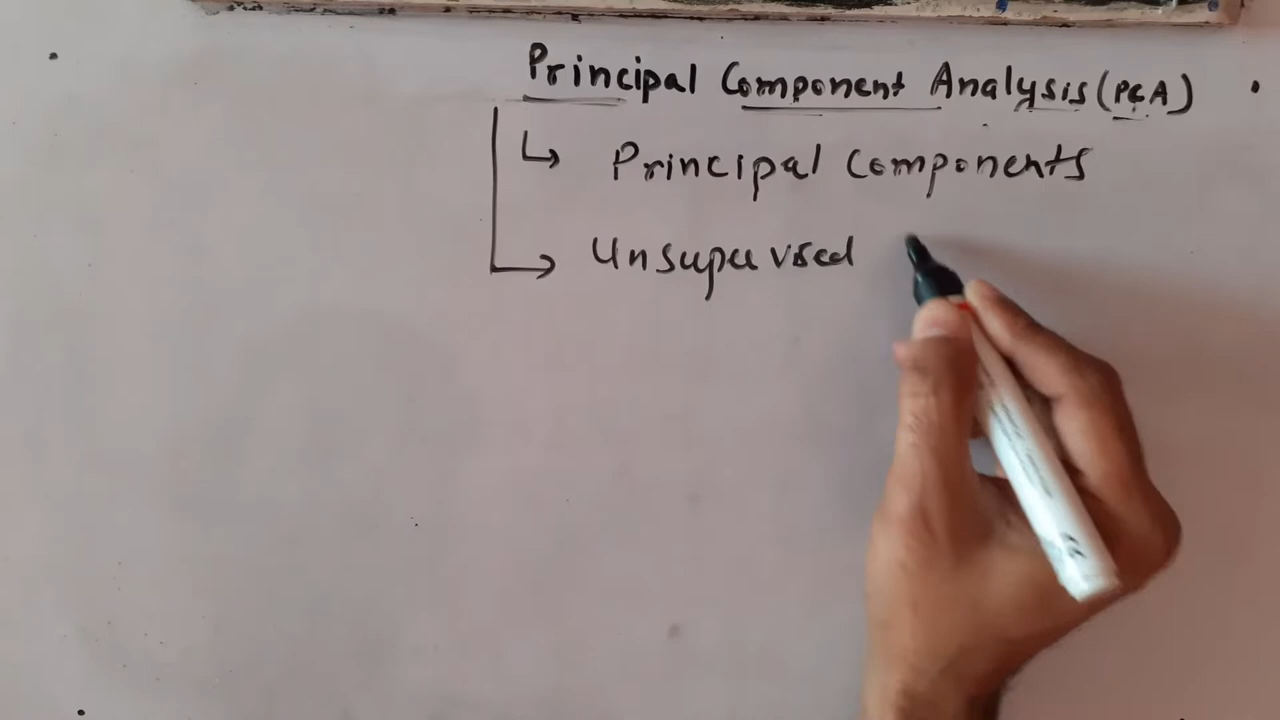 Principal Component Analysis (PCA)
↳ Principal Components
→ Unsupervised